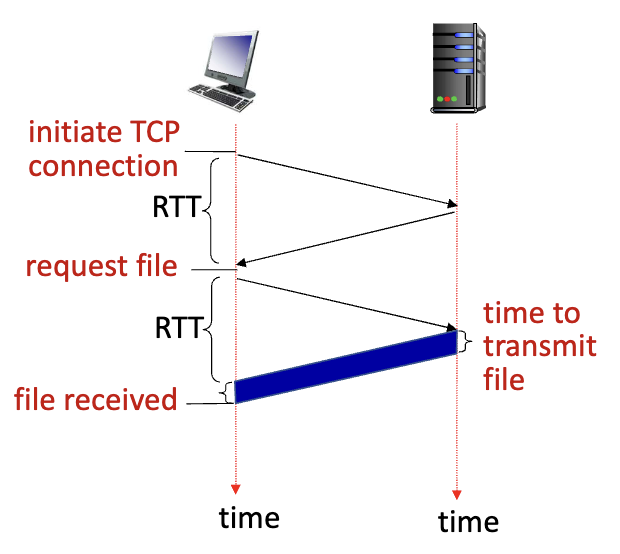 initiate TCP
connection
RTT
request file
RTT
time to
transmit
file
file received
time
time